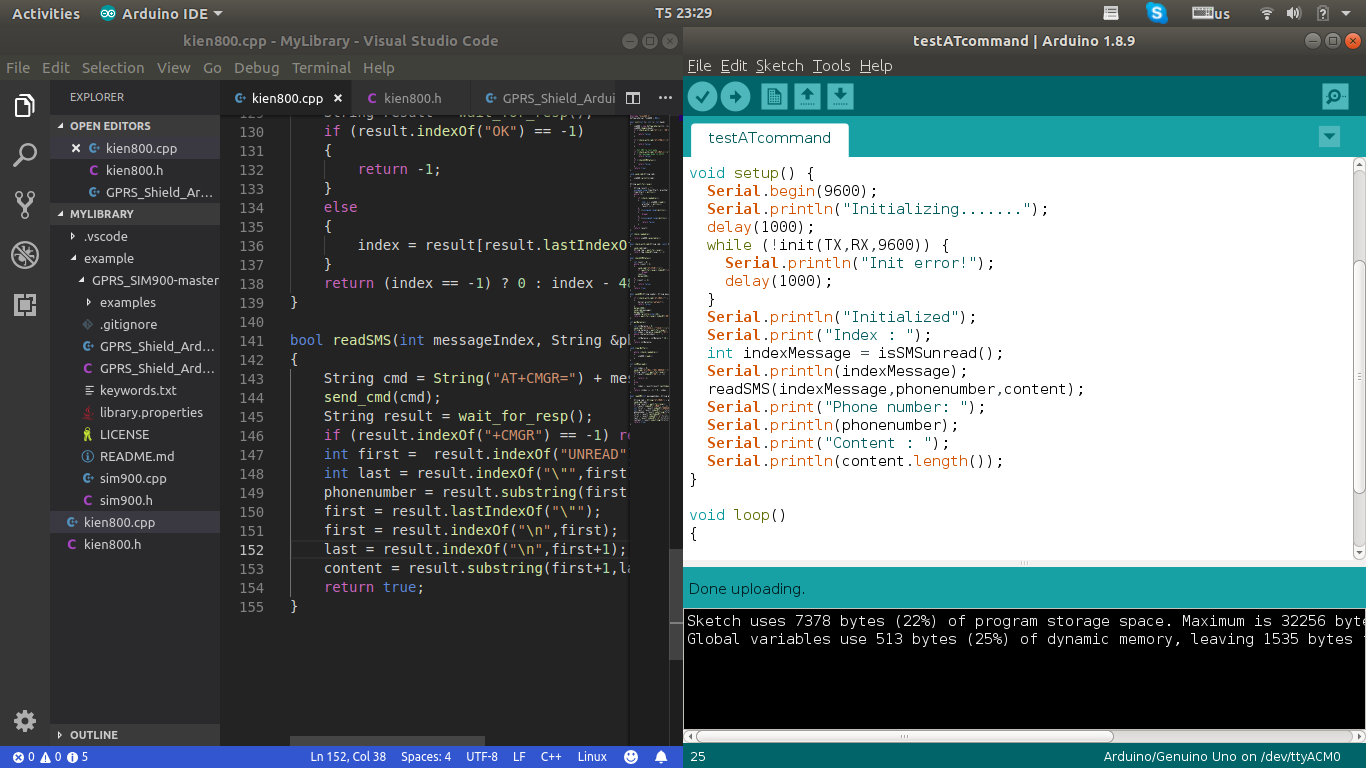 Activities
Arduino IDE
T5 23:29
us
kien800.cpp - MyLibrary - Visual Studio Code
File Edit Selection View Go Debug Terminal Help
EXPLORER
OPEN EDITORS
kien800.cpp
kien800.h
GPRS_Shield_Ar...
MYLIBRARY
.vscode
example
GPRS_SIM900-master
examples
.gitignore
GPRS_Shield_Ard...
GPRS_Shield_Ard...
keywords.txt
library.properties
LICENSE
README.md
sim900.cpp
sim900.h
kien800.cpp
kien800.h
OUTLINE
kien800.cpp
kien800.h
GPRS_Shield_Ardui
129 String result = wait_for_resp();
130 if (result.indexOf("OK") == -1)
131 {
132 return -1;
133 }
134 else
135 {
136 index = result[result.lastIndexO
137 }
138 return (index == -1) ? 0 : index - 48
139 }
140
141 bool readSMS(int messageIndex, String &ph
142 {
143 String cmd = String("AT+CMGR=") + mes
144 send_cmd(cmd);
145 String result = wait_for_resp();
146 if (result.indexOf("+CMGR") == -1) re
147 int first =  result.indexOf("UNREAD"
148 int last = result.indexOf("\"",first
149 phonenumber = result.substring(first
150 first = result.lastIndexOf("\"");
151 first = result.indexOf("\n",first);
152 last = result.indexOf("\n",first+1);
153 content = result.substring(first+1,la
154 return true;
155 }
0 0 5
Ln 152, Col 38
Spaces: 4
UTF-8
LF
C++
Linux
testATcommand | Arduino 1.8.9
File Edit Sketch Tools Help
testATcommand
void setup() {
Serial.begin(9600);
Serial.println("Initializing.......");
delay(1000);
while (!init(TX,RX,9600)) {
Serial.println("Init error!");
delay(1000);
}
Serial.println("Initialized");
Serial.print("Index : ");
int indexMessage = isSMSunread();
Serial.println(indexMessage);
readSMS(indexMessage,phonenumber,content);
Serial.print("Phone number: ");
Serial.println(phonenumber);
Serial.print("Content : ");
Serial.println(content.length());
}
void loop()
{
Done uploading.
Sketch uses 7378 bytes (22%) of program storage space. Maximum is 32256 byte
Global variables use 513 bytes (25%) of dynamic memory, leaving 1535 bytes
25
Arduino/Genuino Uno on /dev/ttyACM0